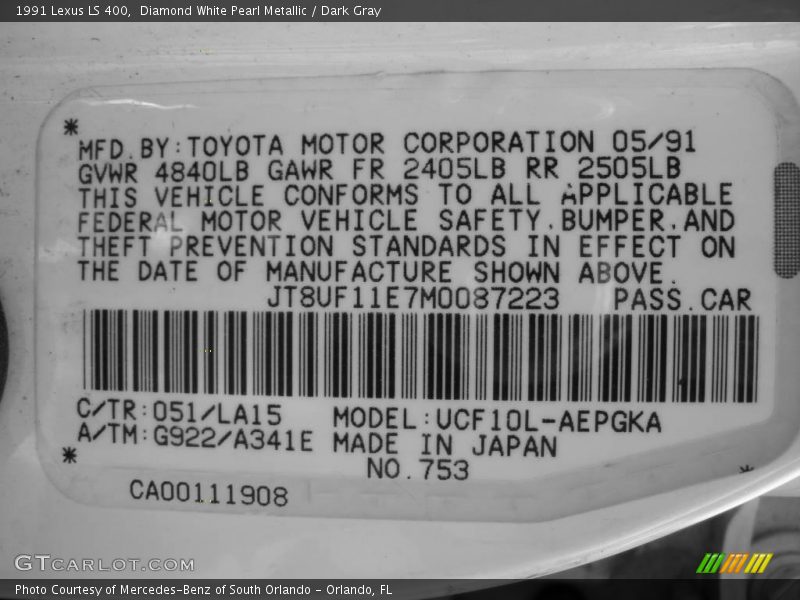 1991 Lexus LS 400,  Diamond White Pearl Metallic / Dark Gray
* MFD.BY:TOYOTA MOTOR CORPORATION 05/91
GVWR 4840LB GAWR FR 2405LB RR 2505LB
THIS VEHICLE CONFORMS TO ALL APPLICABLE
FEDERAL MOTOR VEHICLE SAFETY.BUMPER.AND
THEFT PREVENTION STANDARDS IN EFFECT ON
THE DATE OF MANUFACTURE SHOWN ABOVE.
JT8UF11E7M0087223 PASS.CAR
C/TR:051/LA15 MODEL:UCF10L-AEPGKA
A/TM:G922/A341E MADE IN JAPAN
* NO.753 *
CA00111908
GTCARLOT.COM
Photo Courtesy of Mercedes-Benz of South Orlando - Orlando, FL